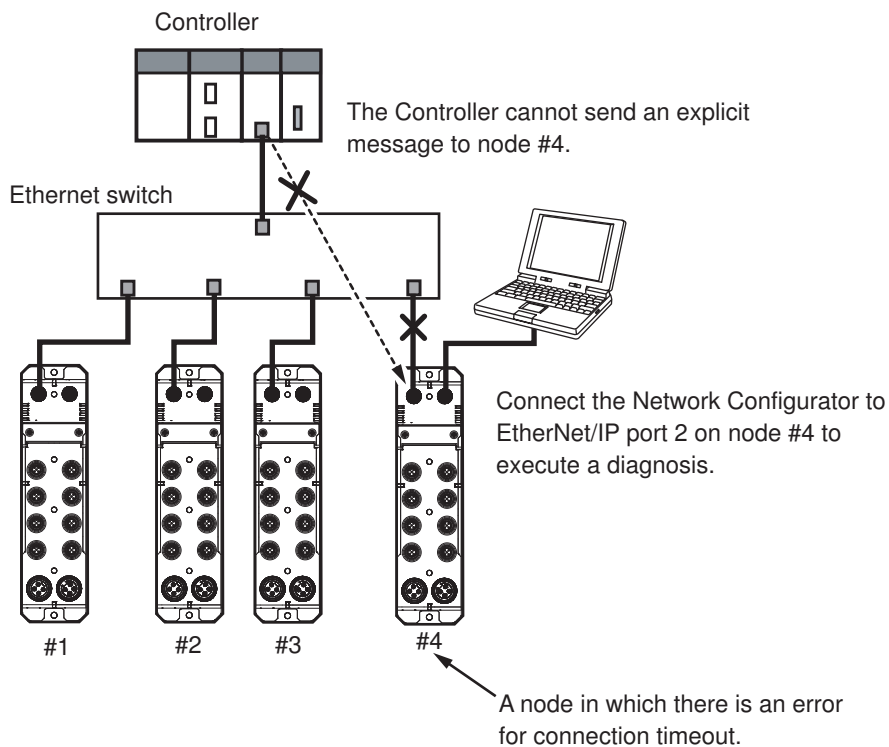 Controller
The Controller cannot send an explicit
message to node #4.
Ethernet switch
Connect the Network Configurator to
EtherNet/IP port 2 on node #4 to
execute a diagnosis.
#1
#2
#3
#4
A node in which there is an error
for connection timeout.